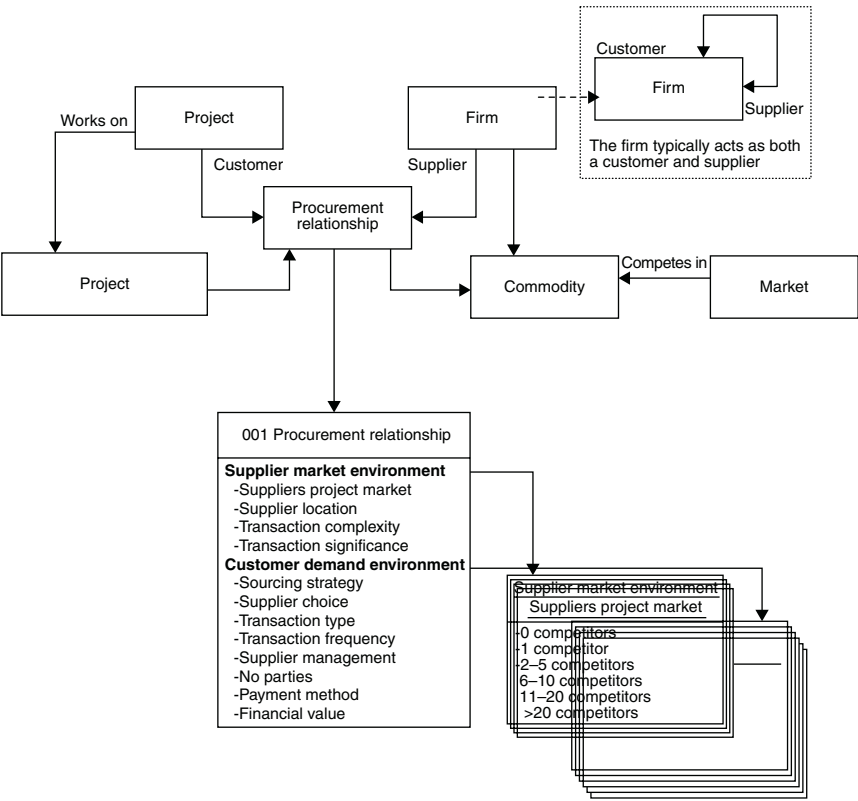 Customer
Firm
Supplier
The firm typically acts as both
a customer and supplier
Works on
Project
Customer
Firm
Supplier
Procurement
relationship
Project
Commodity
Competes in
Market
001 Procurement relationship
Supplier market environment
-Suppliers project market
-Supplier location
-Transaction complexity
-Transaction significance
Customer demand environment
-Sourcing strategy
-Supplier choice
-Transaction type
-Transaction frequency
-Supplier management
-No parties
-Payment method
-Financial value
Supplier market environment
Suppliers project market
-0 competitors
-1 competitor
-2–5 competitors
6–10 competitors
11–20 competitors
>20 competitors